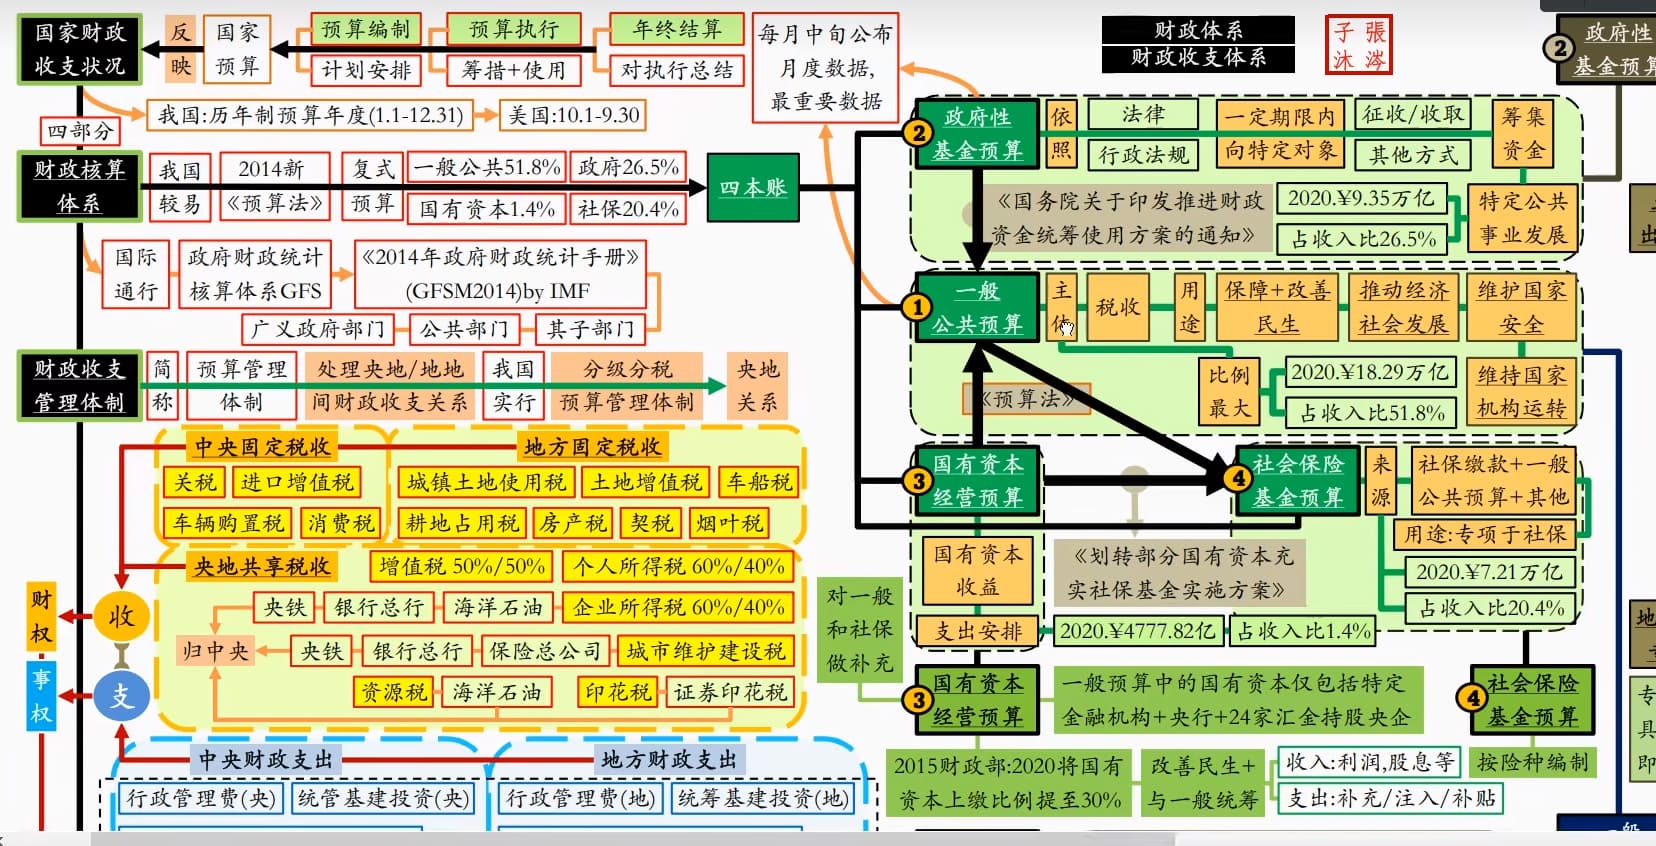 国家财政
收支状况
反
映
国家
预算
预算编制
计划安排
预算执行
筹措+使用
年终结算
对执行总结
每月中旬公布
月度数据,
最重要数据
财政体系
财政收支体系
子張
沐涔
②
政府性
基金预算
四部分
我国:历年制预算年度(1.1-12.31)
美国:10.1-9.30
财政核算
体系
我国
较易
2014新
《预算法》
复式
预算
一般公共51.8%
政府26.5%
国有资本1.4%
社保20.4%
四本账
国际
通行
政府财政统计
核算体系GFS
《2014年政府财政统计手册》
(GFSM2014)by IMF
广义政府部门
公共部门
其子部门
财政收支
管理体制
简
称
预算管理
体制
处理央地/地地
间财政收支关系
我国
实行
分级分税
预算管理体制
央地
关系
②
政府性
基金预算
依
照
法律
行政法规
一定期限内
向特定对象
征收/收取
其他方式
筹集
资金
《国务院关于印发推进财政
资金统筹使用方案的通知》
2020.¥9.35万亿
占收入比26.5%
特定公共
事业发展
①
一般
公共预算
主
体
税收
用
途
保障+改善
民生
推动经济
社会发展
维护国家
安全
《预算法》
比例
最大
2020.¥18.29万亿
占收入比51.8%
维持国家
机构运转
中央固定税收
关税
进口增值税
车辆购置税
消费税
地方固定税收
城镇土地使用税
土地增值税
车船税
耕地占用税
房产税
契税
烟叶税
央地共享税收
增值税 50%/50%
个人所得税 60%/40%
央铁
银行总行
海洋石油
企业所得税 60%/40%
归中央
央铁
银行总行
保险总公司
城市维护建设税
资源税
海洋石油
印花税
证券印花税
财
权
收
事
权
支
③
国有资本
经营预算
④
社会保险
基金预算
来
源
社保缴款+一般
公共预算+其他
用途:专项于社保
国有资本
收益
《划转部分国有资本充
实社保基金实施方案》
2020.¥7.21万亿
占收入比20.4%
支出安排
2020.¥4777.82亿
占收入比1.4%
对一般
和社保
做补充
③
国有资本
经营预算
一般预算中的国有资本仅包括特定
金融机构+央行+24家汇金持股央企
④
社会保险
基金预算
2015财政部:2020将国有
资本上缴比例提至30%
改善民生+
与一般统筹
收入:利润,股息等
支出:补充/注入/补贴
按险种编制
中央财政支出
地方财政支出
行政管理费(央)
统管基建投资(央)
行政管理费(地)
统筹基建投资(地)
出
地
专
具
即
一般